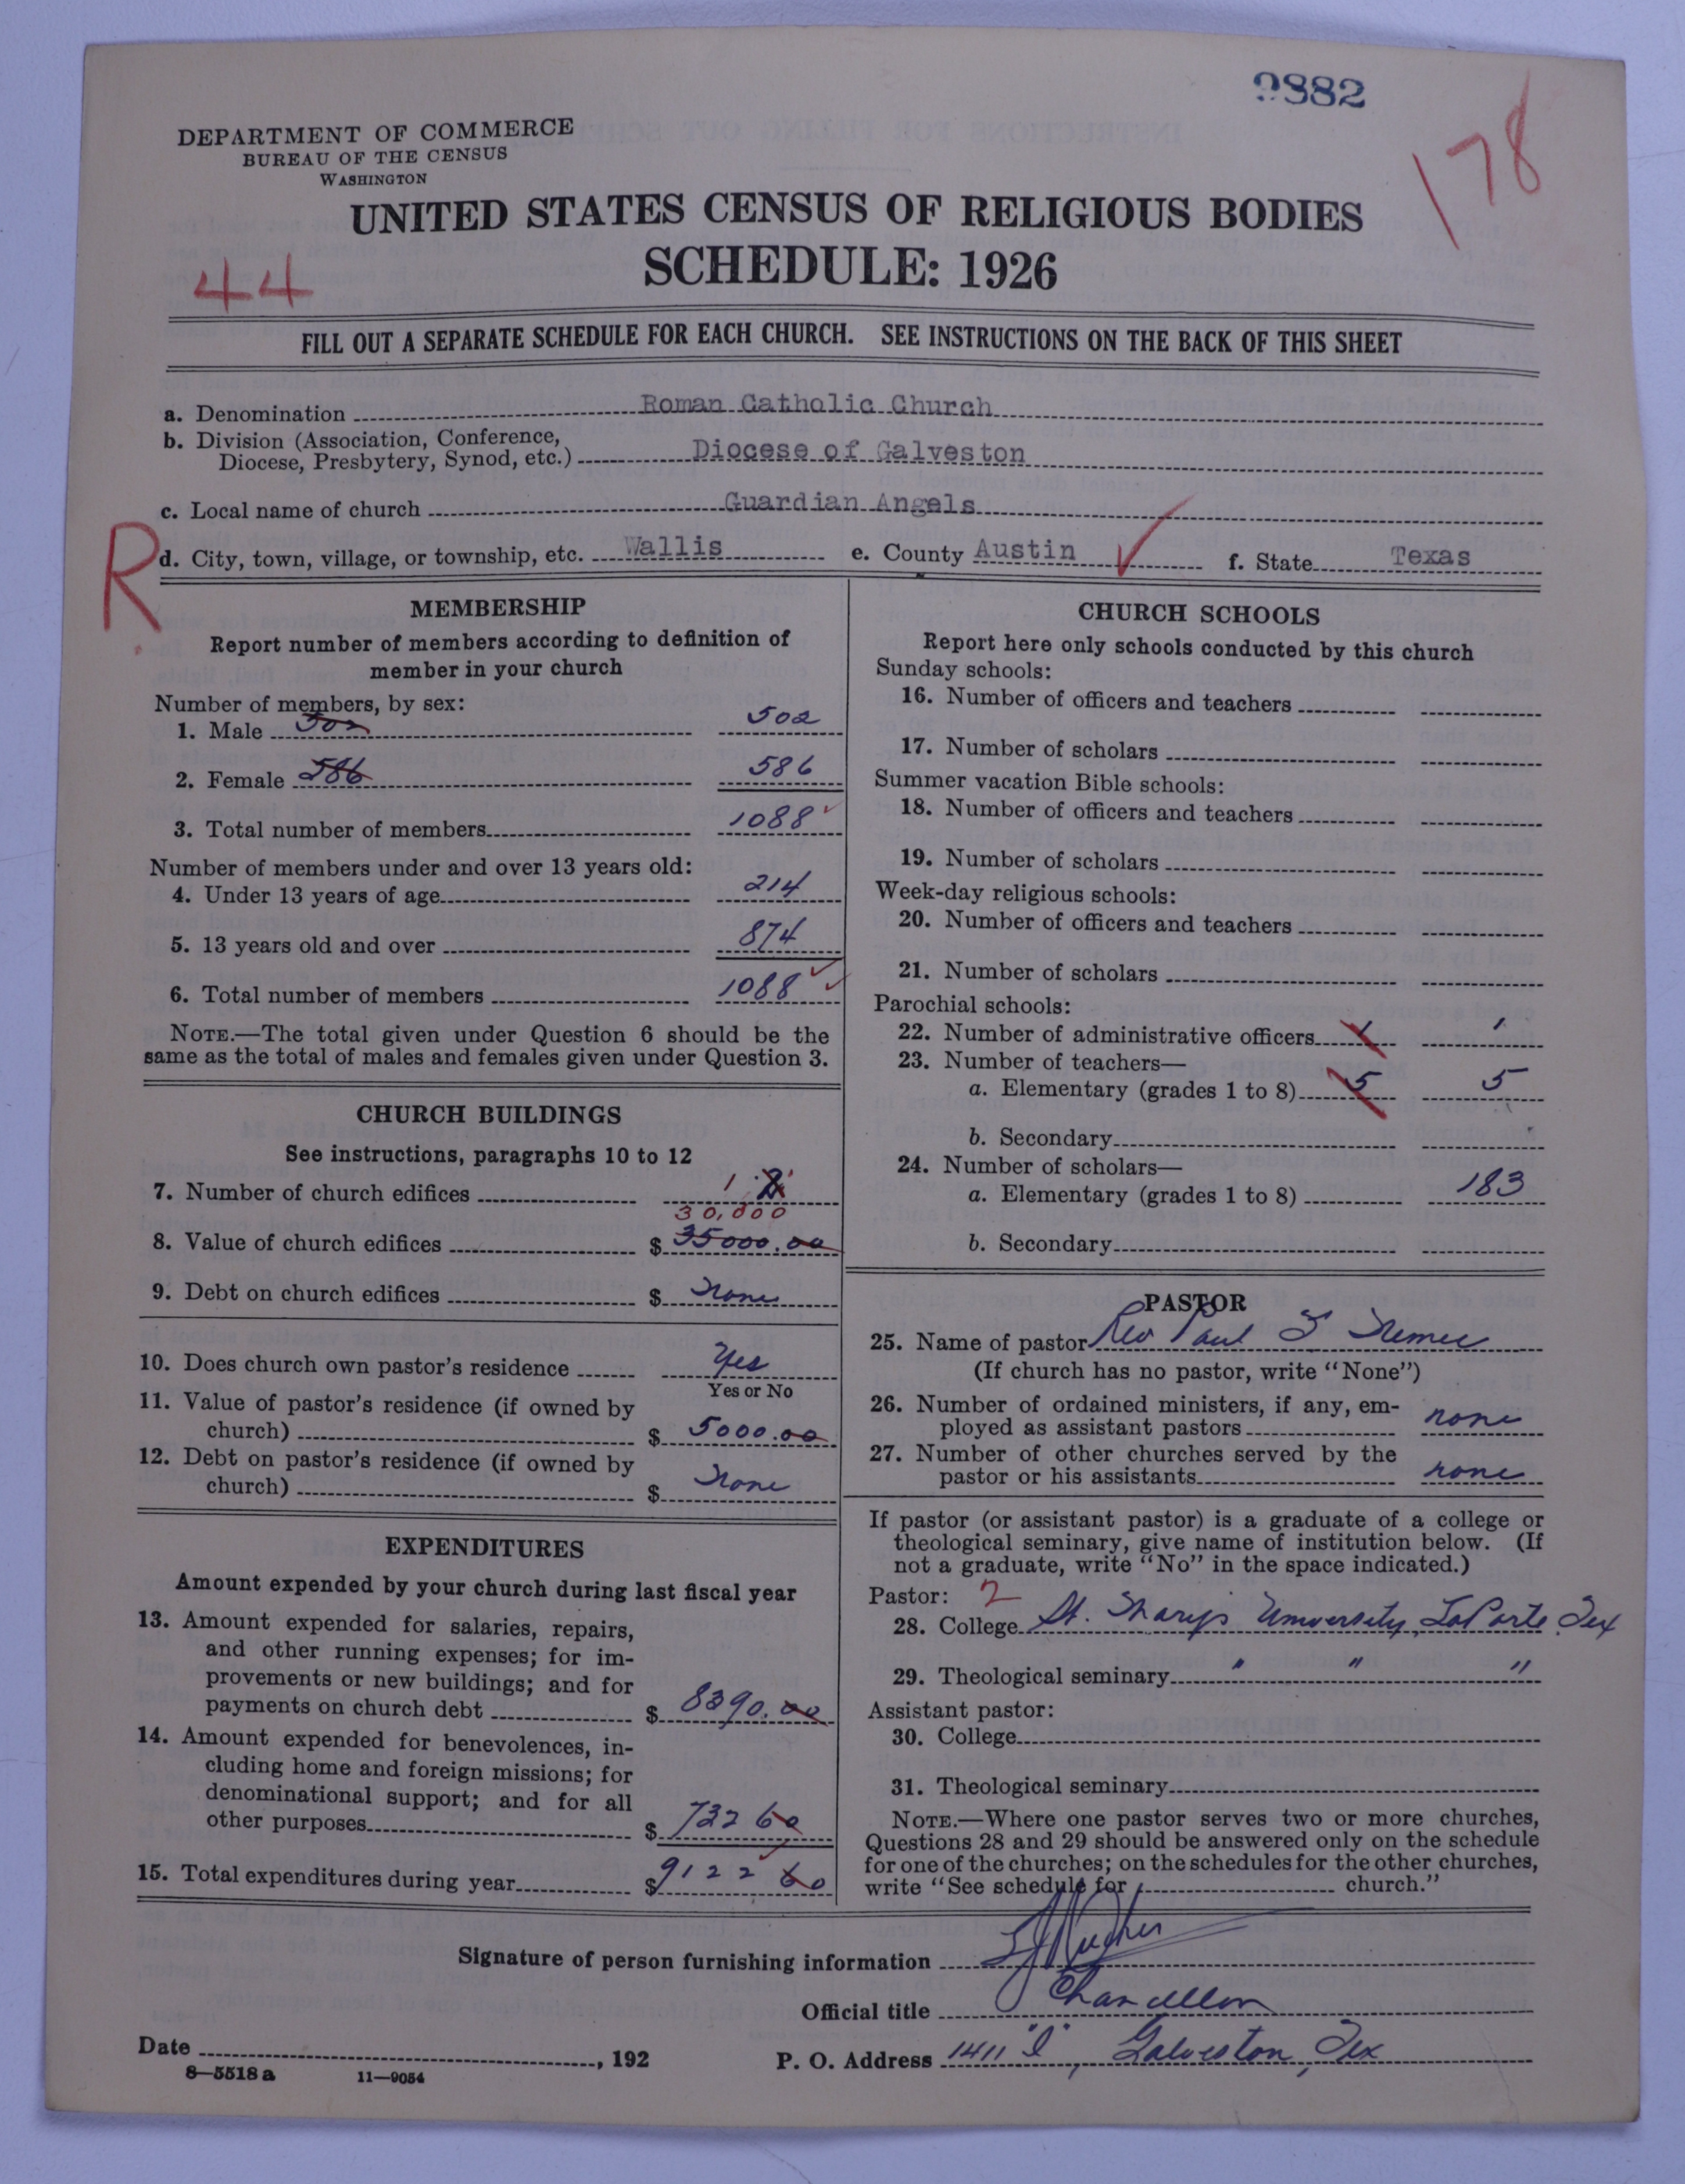 9882
178
DEPARTMENT OF COMMERCE
BUREAU OF THE CENSUS
WASHINGTON
UNITED STATES CENSUS OF RELIGIOUS BODIES
SCHEDULE: 1926
44
FILL OUT A SEPARATE SCHEDULE FOR EACH CHURCH. SEE INSTRUCTIONS ON THE BACK OF THIS SHEET
a. Denomination Roman Catholic Church
b. Division (Association, Conference,
Diocese, Presbytery, Synod, etc.) Diocese of Galveston
c. Local name of church Guardian Angels
R
d. City, town, village, or township, etc. Wallis e. County Austin f. State Texas
MEMBERSHIP
Report number of members according to definition of
member in your church
Number of members, by sex:
1. Male 502 502
2. Female 586 586
3. Total number of members 1088
Number of members under and over 13 years old:
4. Under 13 years of age 214
5. 13 years old and over 874
6. Total number of members 1088
NOTE.—The total given under Question 6 should be the
same as the total of males and females given under Question 3.
CHURCH BUILDINGS
See instructions, paragraphs 10 to 12
7. Number of church edifices 1 2
30,000
8. Value of church edifices $ 35000.00
9. Debt on church edifices $ None
10. Does church own pastor's residence Yes
Yes or No
11. Value of pastor's residence (if owned by
church) $ 5000.00
12. Debt on pastor's residence (if owned by
church) $ None
EXPENDITURES
Amount expended by your church during last fiscal year
13. Amount expended for salaries, repairs,
and other running expenses; for im-
provements or new buildings; and for
payments on church debt $ 8390.00
14. Amount expended for benevolences, in-
cluding home and foreign missions; for
denominational support; and for all
other purposes $ 732 60
15. Total expenditures during year $ 9122 60
CHURCH SCHOOLS
Report here only schools conducted by this church
Sunday schools:
16. Number of officers and teachers
17. Number of scholars
Summer vacation Bible schools:
18. Number of officers and teachers
19. Number of scholars
Week-day religious schools:
20. Number of officers and teachers
21. Number of scholars
Parochial schools:
22. Number of administrative officers 1 1
23. Number of teachers—
a. Elementary (grades 1 to 8) 5 5
b. Secondary
24. Number of scholars—
a. Elementary (grades 1 to 8) 183
b. Secondary
PASTOR
25. Name of pastor Rev Paul Nemec
(If church has no pastor, write "None")
26. Number of ordained ministers, if any, em-
ployed as assistant pastors none
27. Number of other churches served by the
pastor or his assistants none
If pastor (or assistant pastor) is a graduate of a college or
theological seminary, give name of institution below. (If
not a graduate, write "No" in the space indicated.)
Pastor: 2
28. College St. Mary's University, LaPorte Tex
29. Theological seminary " " "
Assistant pastor:
30. College
31. Theological seminary
NOTE.—Where one pastor serves two or more churches,
Questions 28 and 29 should be answered only on the schedule
for one of the churches; on the schedules for the other churches,
write "See schedule for church."
Signature of person furnishing information
Official title Chancellor
Date , 192
P. O. Address 1411 "I", Galveston, Tex
8—5518 a 11—9054